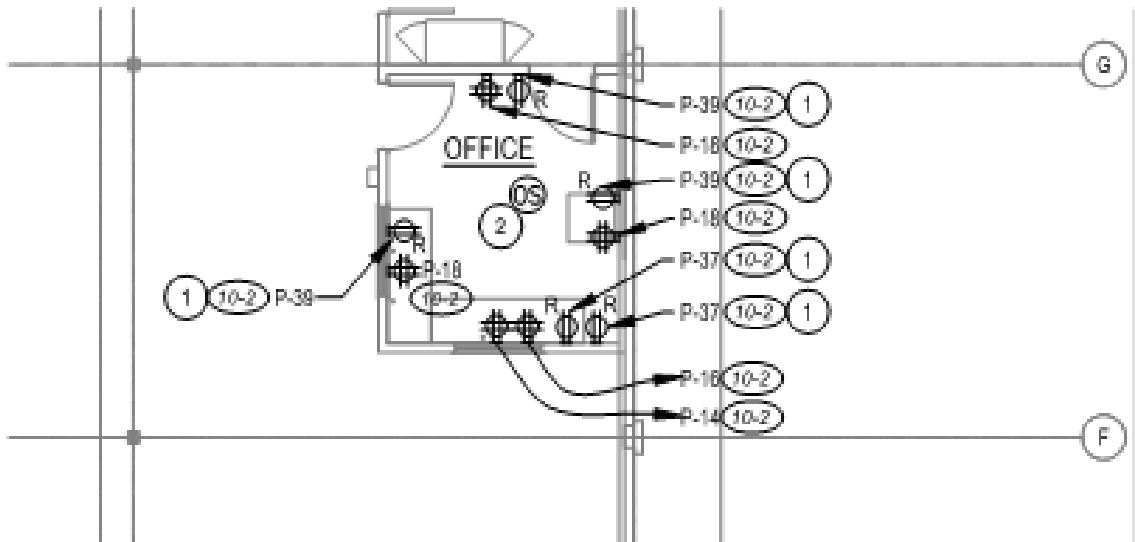 G
R P-39 10-2 1
P-18 10-2
OFFICE
R P-39 10-2 1
OS
P-18 10-2
2
R
P-37 10-2 1
P-18
1 10-2 P-39
10-2
R R
P-37 10-2 1
P-16 10-2
P-14 10-2
F